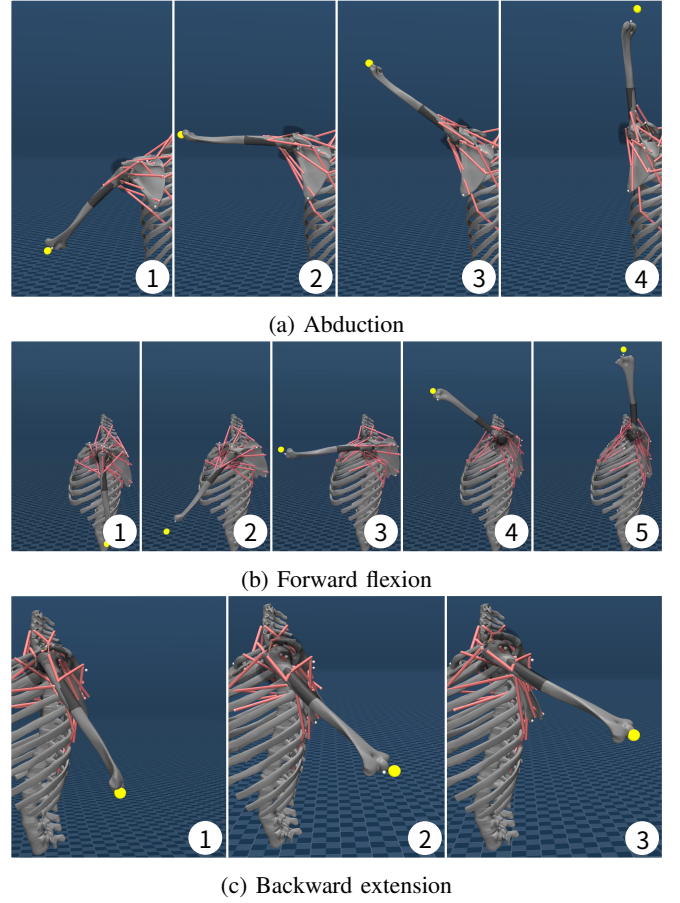 1 2 3 4
(a) Abduction
1 2 3 4 5
(b) Forward flexion
1 2 3
(c) Backward extension